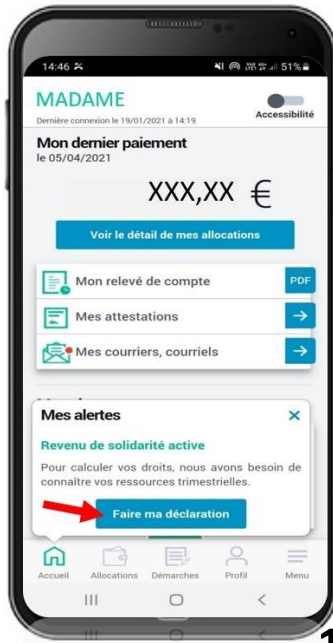 14:46 51%
MADAME
Dernière connexion le 19/01/2021 à 14:19
Accessibilité
Mon dernier paiement
le 05/04/2021
XXX,XX €
Voir le détail de mes allocations
Mon relevé de compte PDF
Mes attestations
Mes courriers, courriels
Mes alertes
Revenu de solidarité active
Pour calculer vos droits, nous avons besoin de
connaître vos ressources trimestrielles.
Faire ma déclaration
Accueil Allocations Démarches Profil Menu